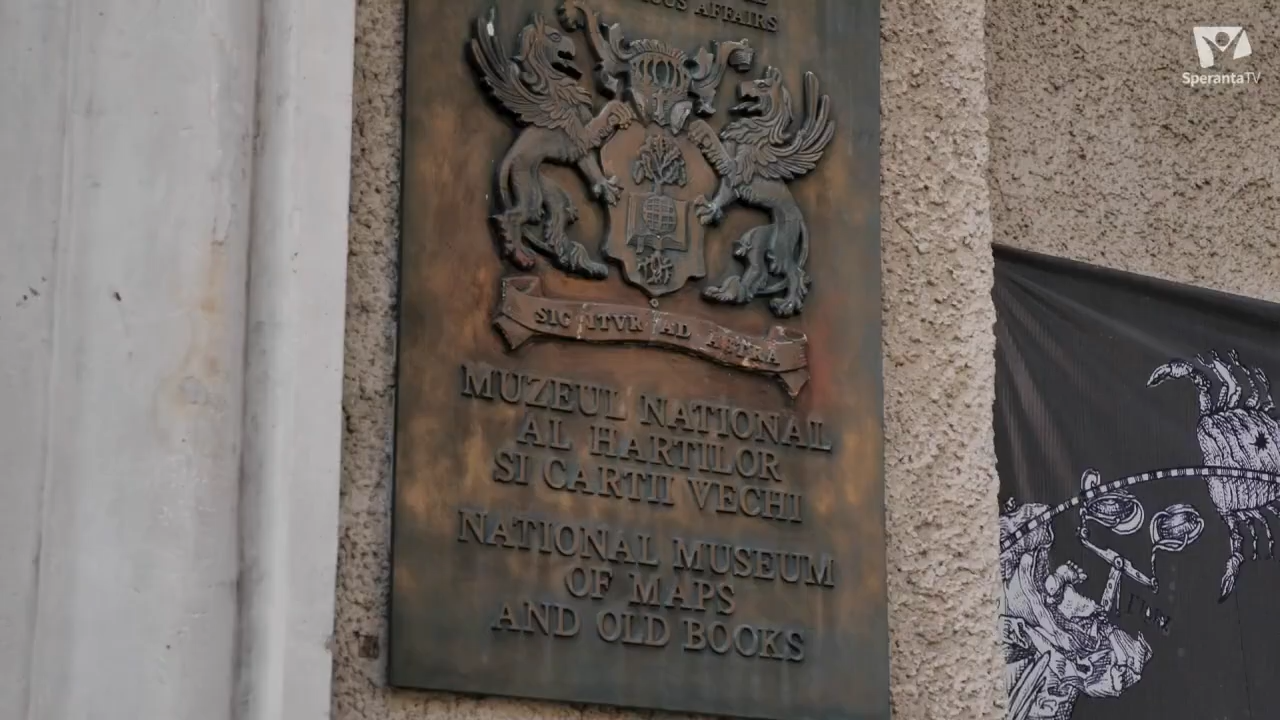 AFFAIRS
SperantaTV
SIC ITVR AD ASTRA
MUZEUL NATIONAL
AL HARTILOR
SI CARTII VECHI
NATIONAL MUSEUM
OF MAPS
AND OLD BOOKS